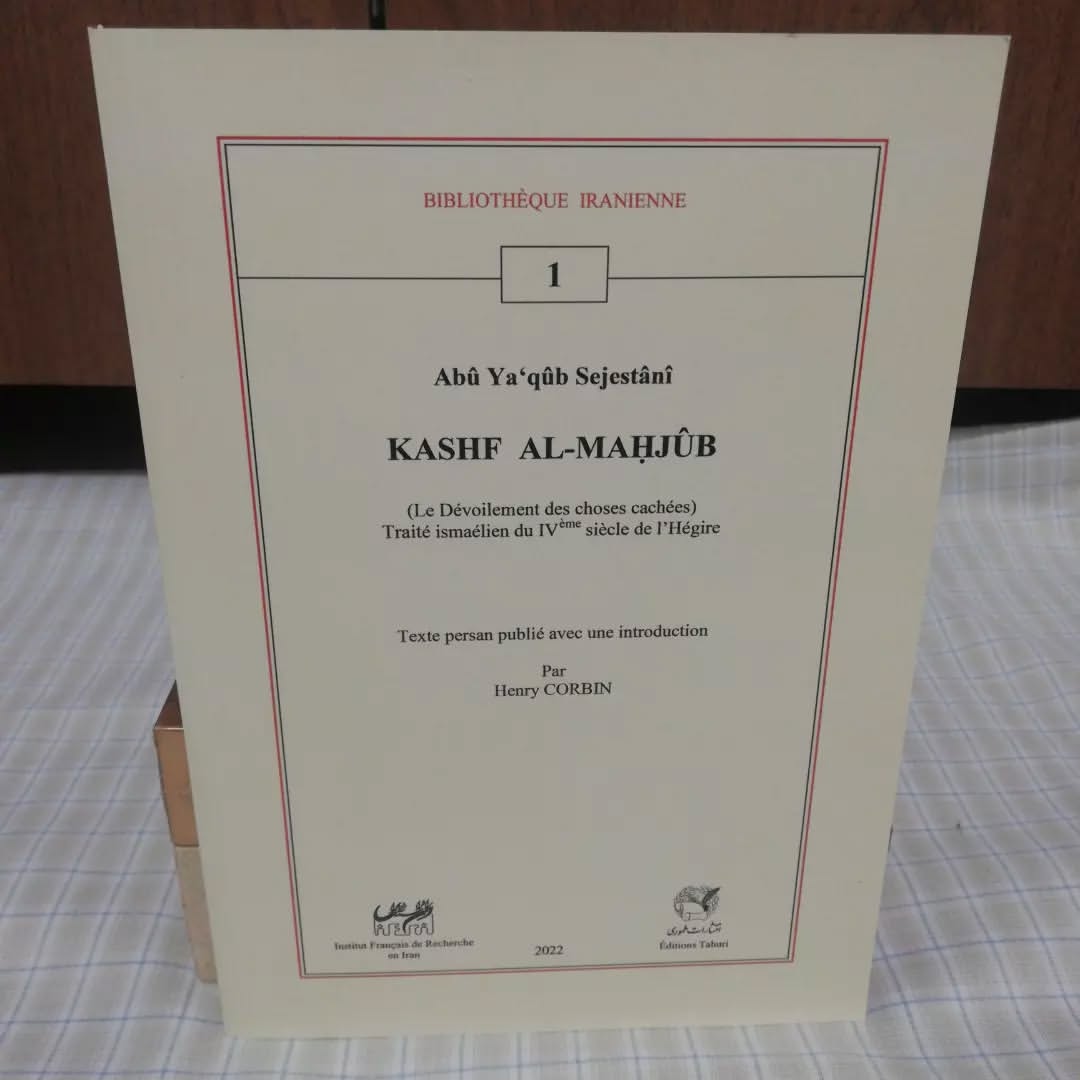 BIBLIOTHÈQUE IRANIENNE
1
Abû Ya‘qûb Sejestânî
KASHF AL-MAḤJÛB
(Le Dévoilement des choses cachées)
Traité ismaélien du IVème siècle de l’Hégire
Texte persan publié avec une introduction
Par
Henry CORBIN
Institut Français de Recherche
en Iran
2022
انتشارات طهوری
Éditions Tahuri